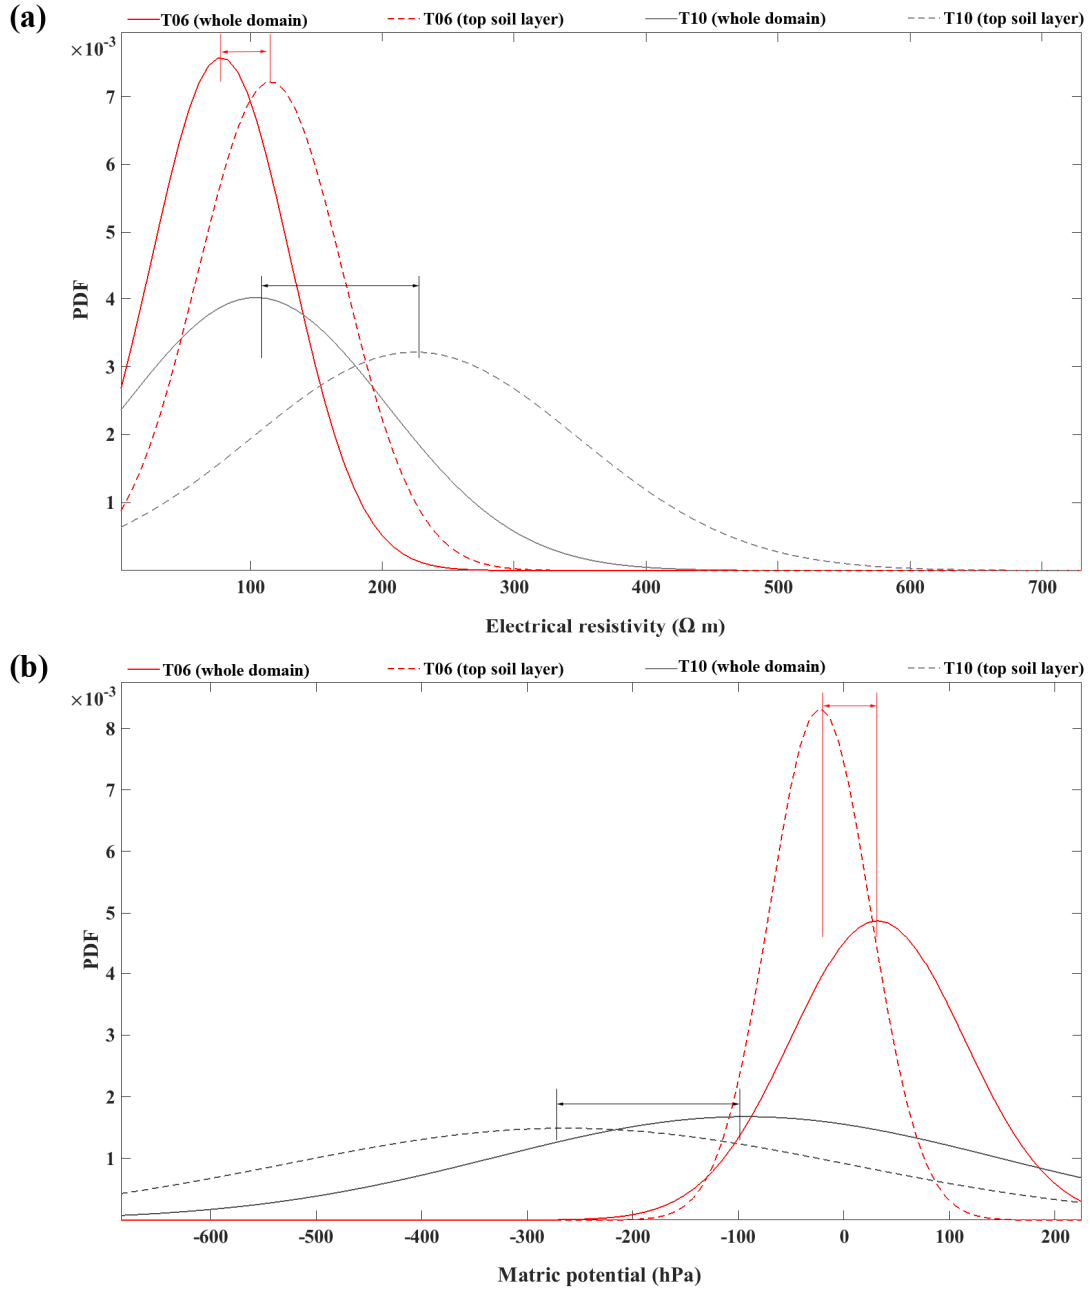 (a)
T06 (whole domain) T06 (top soil layer) T10 (whole domain) T10 (top soil layer)
×10⁻³
7
6
5
4
3
2
1
PDF
100 200 300 400 500 600 700
Electrical resistivity (Ω m)
(b)
T06 (whole domain) T06 (top soil layer) T10 (whole domain) T10 (top soil layer)
×10⁻³
8
7
6
5
4
3
2
1
PDF
-600 -500 -400 -300 -200 -100 0 100 200
Matric potential (hPa)